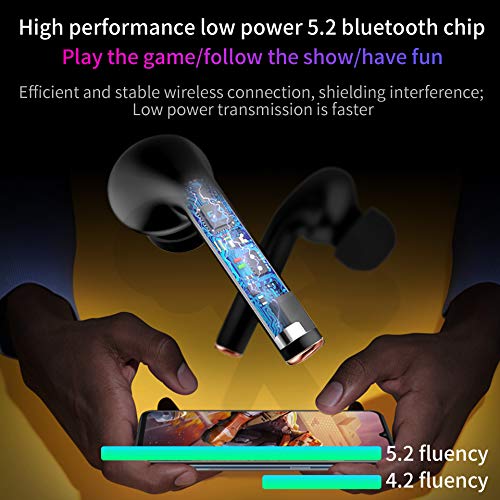 High performance low power 5.2 bluetooth chip
Play the game/follow the show/have fun
Efficient and stable wireless connection, shielding interference;
Low power transmission is faster
5.2 fluency
4.2 fluency